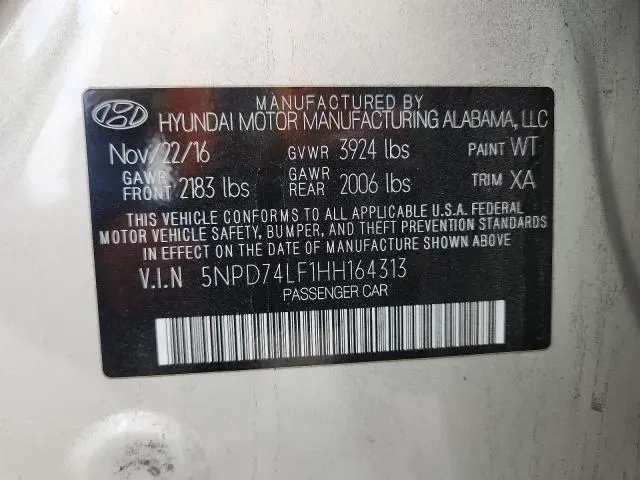 MANUFACTURED BY
HYUNDAI MOTOR MANUFACTURING ALABAMA, LLC
Nov/22/16 GVWR 3924 lbs PAINT WT
GAWR FRONT 2183 lbs GAWR REAR 2006 lbs TRIM XA
THIS VEHICLE CONFORMS TO ALL APPLICABLE U.S.A. FEDERAL
MOTOR VEHICLE SAFETY, BUMPER, AND THEFT PREVENTION STANDARDS
IN EFFECT ON THE DATE OF MANUFACTURE SHOWN ABOVE.
V.I.N 5NPD74LF1HH164313
PASSENGER CAR